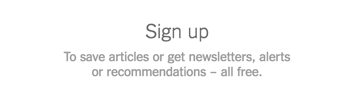 Sign up
To save articles or get newsletters, alerts
or recommendations – all free.